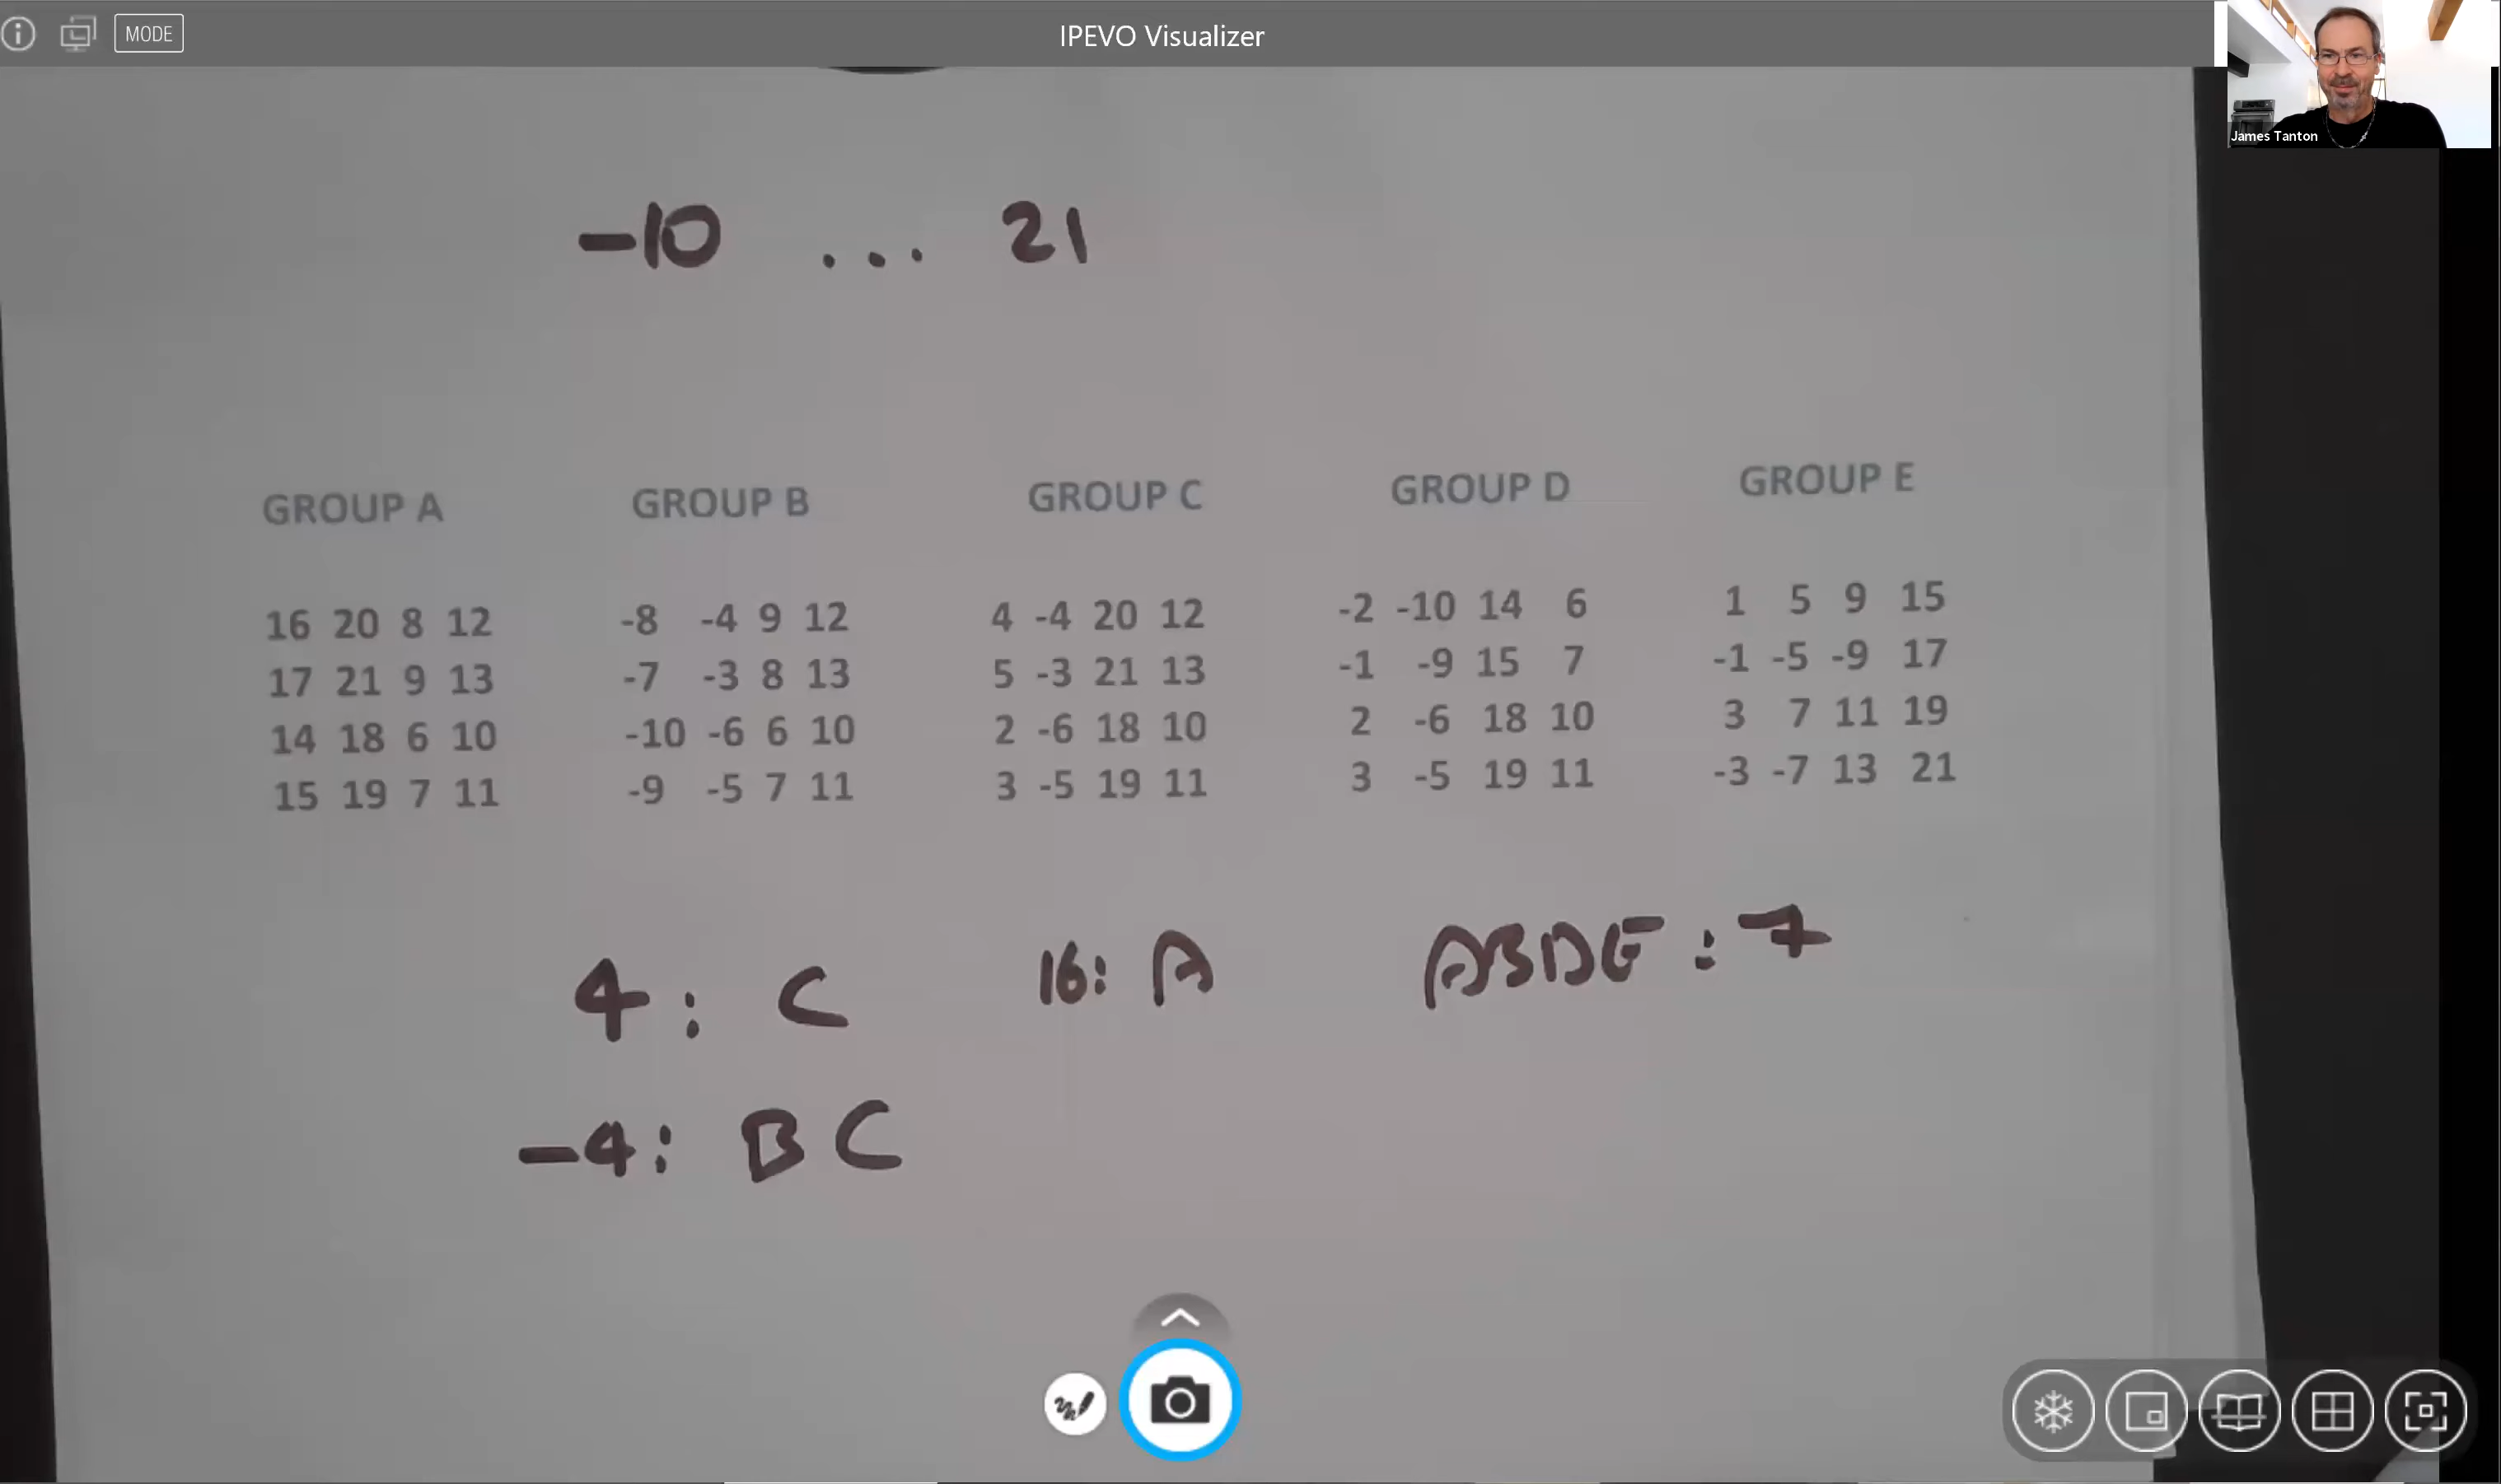 MODE
IPEVO Visualizer
James Tanton
-10 ... 21
GROUP A GROUP B GROUP C GROUP D GROUP E
16 20 8 12 -8 -4 9 12 4 -4 20 12 -2 -10 14 6 1 5 9 15
17 21 9 13 -7 -3 8 13 5 -3 21 13 -1 -9 15 7 -1 -5 -9 17
14 18 6 10 -10 -6 6 10 2 -6 18 10 2 -6 18 10 3 7 11 19
15 19 7 11 -9 -5 7 11 3 -5 19 11 3 -5 19 11 -3 -7 13 21
4 : C 16: A ABDE : 7
-4: BC